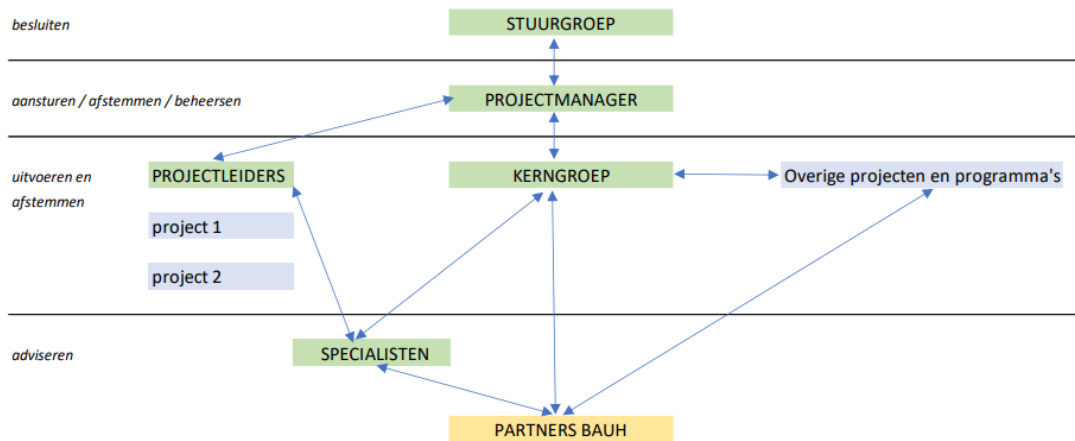 besluiten
STUURGROEP
aansturen / afstemmen / beheersen
PROJECTMANAGER
uitvoeren en
afstemmen
PROJECTLEIDERS
KERNGROEP
Overige projecten en programma's
project 1
project 2
adviseren
SPECIALISTEN
PARTNERS BAUH